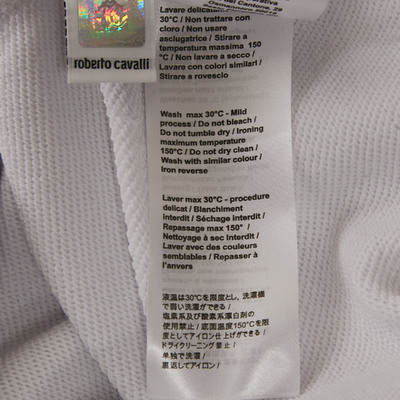 roberto cavalli
del Cantone, 29
Lavare delicatam
30°C / Non trattare con
cloro / Non usare
asciugatrice / Stirare a
temperatura massima 150
°C / Non lavare a secco /
Lavare con colori similari /
Stirare a rovescio
Wash max 30°C - Mild
process / Do not bleach /
Do not tumble dry / Ironing
maximum temperature
150°C / Do not dry clean /
Wash with similar colour /
Iron reverse
Laver max 30°C - procedure
delicat / Blanchiment
interdit / Séchage interdit /
Repassage max 150° /
Nettoyage à sec interdit /
Laver avec des couleurs
semblables / Repasser à
l'anvers
液温は30℃を限度とし、洗濯機
で弱い洗濯ができる /
塩素系及び酸素系漂白剤の
使用禁止 / 底面温度150℃を限
度としてアイロン仕上げができる /
ドライクリーニング禁止 /
単独で洗濯 /
裏返してアイロン /